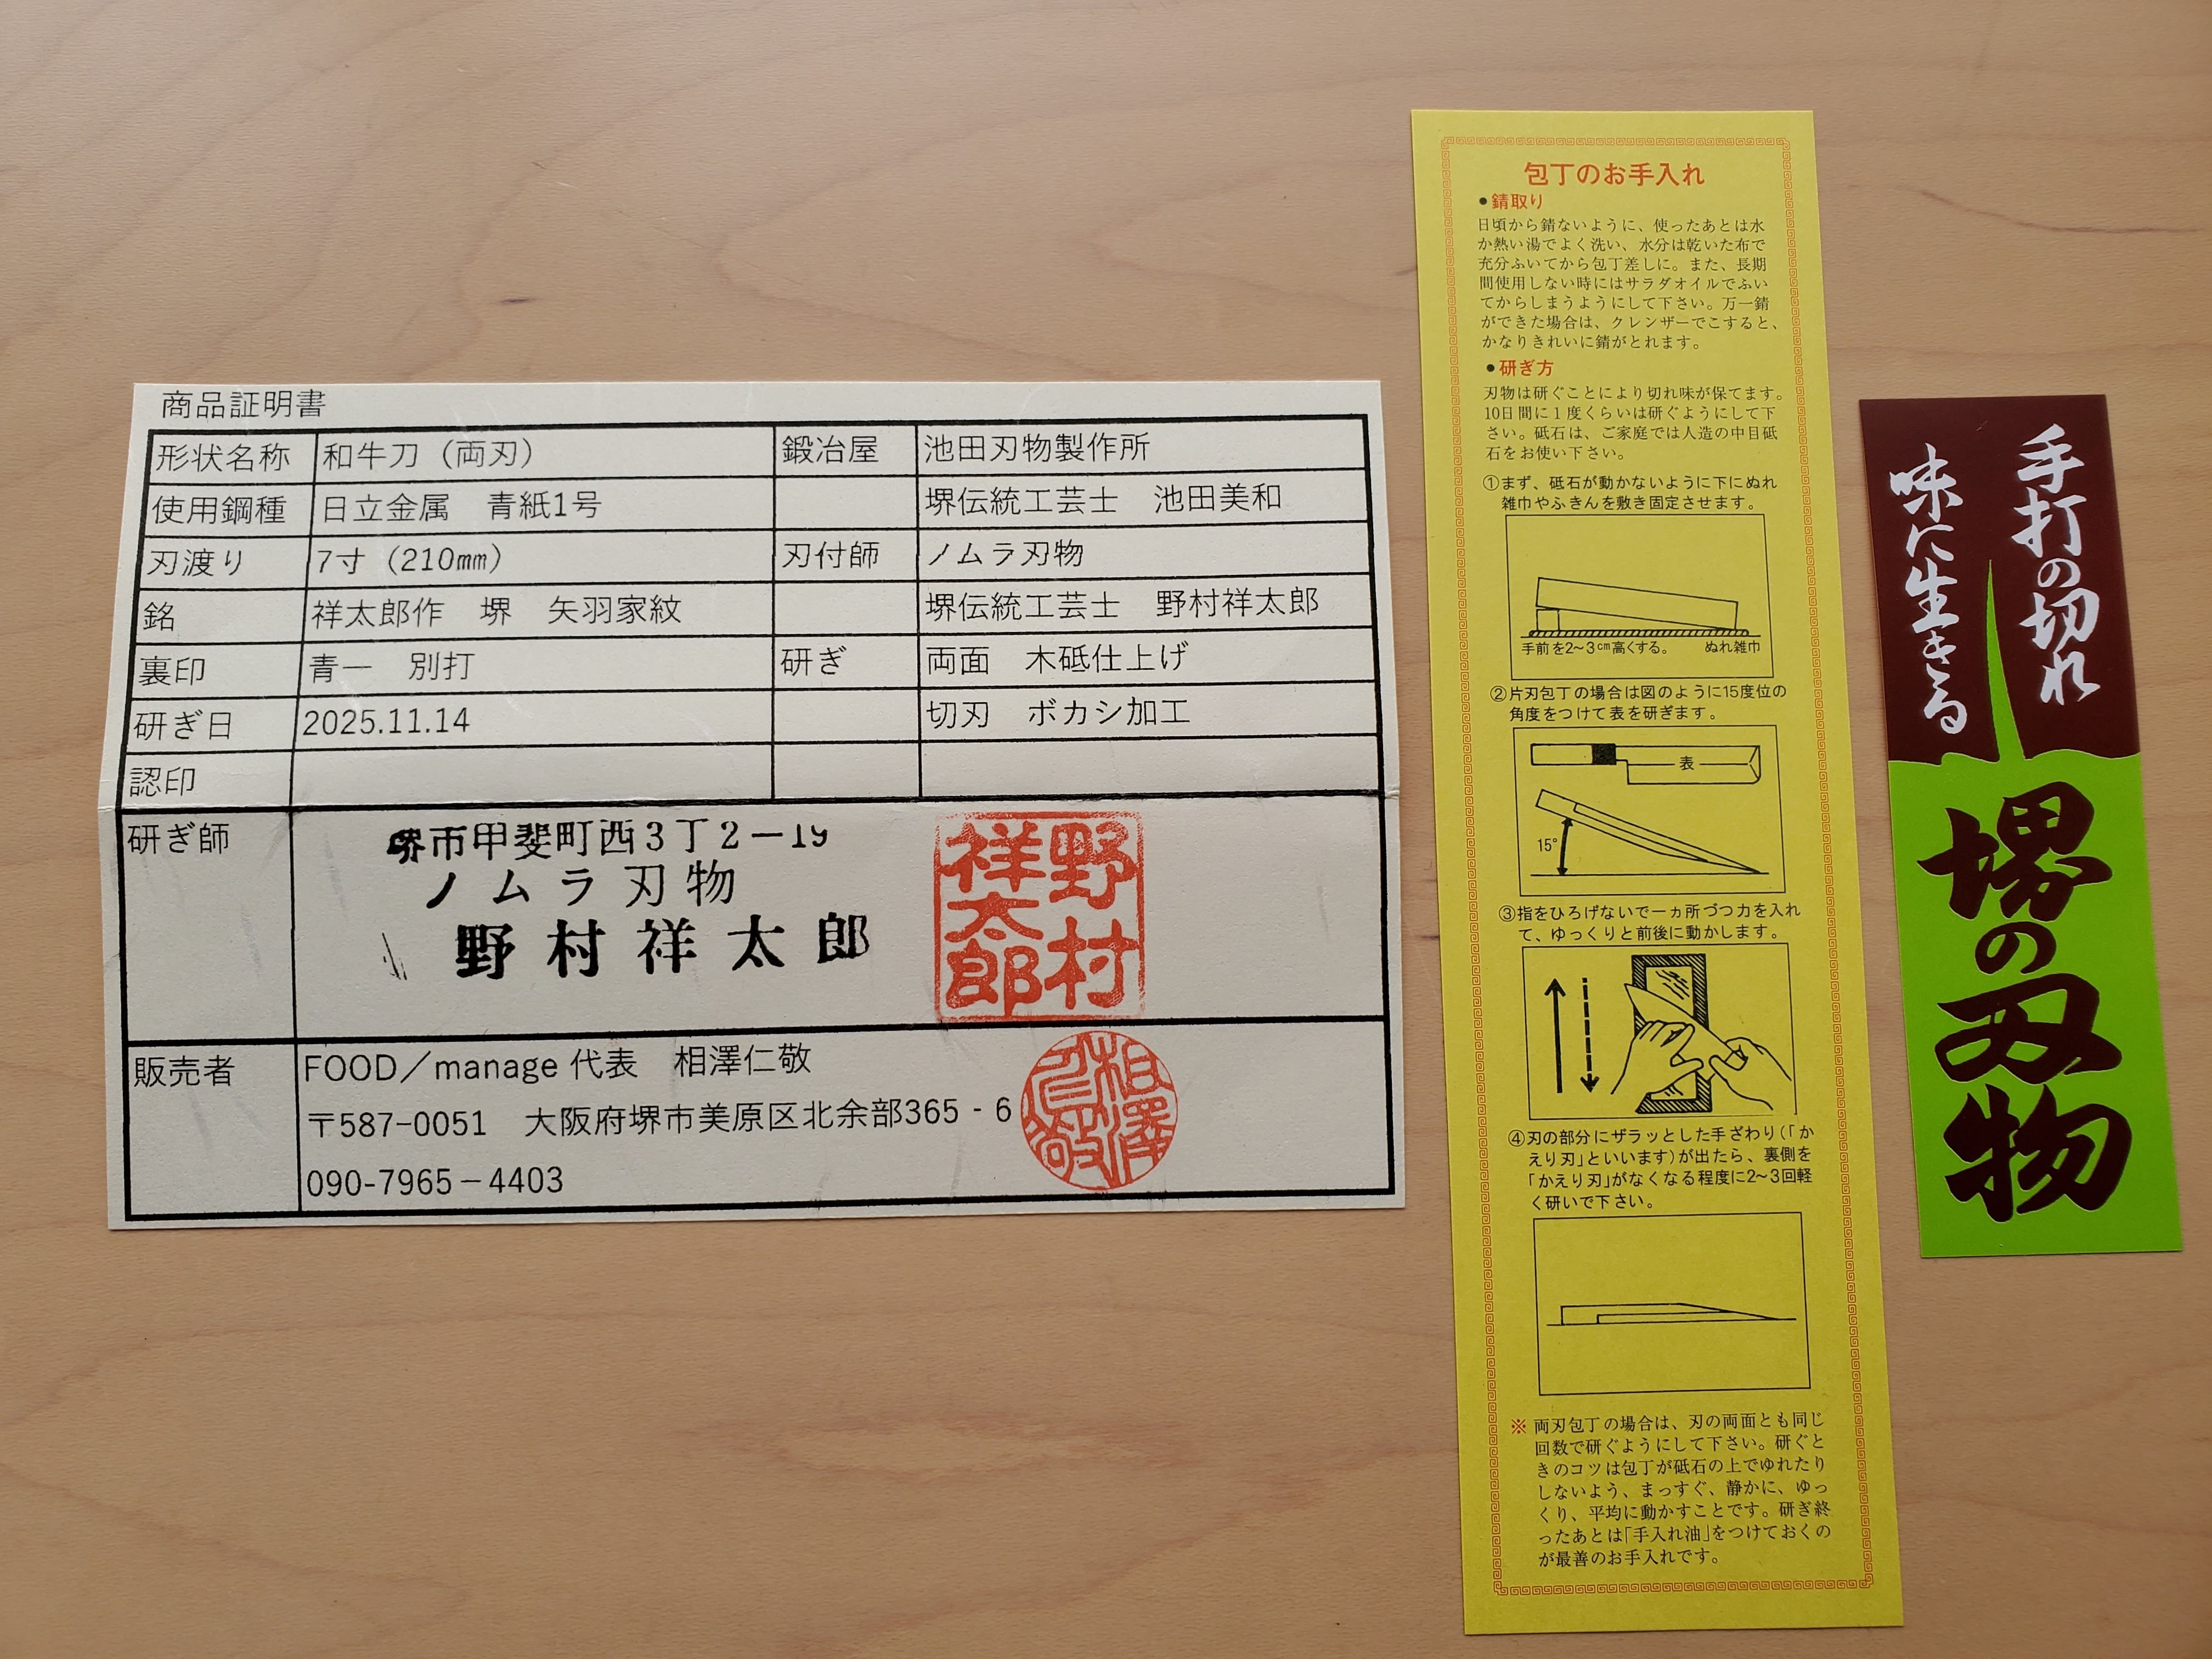 商品証明書
形状名称 和牛刀（両刃） 鍛冶屋 池田刃物製作所
使用鋼種 日立金属　青紙1号 堺伝統工芸士　池田美和
刃渡り 7寸（210㎜） 刃付師 ノムラ刃物
銘 祥太郎作　堺　矢羽家紋 堺伝統工芸士　野村祥太郎
裏印 青一　別打 研ぎ 両面　木砥仕上げ
研ぎ日 2025.11.14 切刃　ボカシ加工
認印
研ぎ師
堺市甲斐町西3丁2－19
ノムラ刃物
野村祥太郎
野村
祥太郎
販売者
FOOD／manage 代表　相澤仁敬
〒587-0051　大阪府堺市美原区北余部365 - 6
090-7965－4403
相澤
仁敬
包丁のお手入れ
●錆取り
日頃から錆ないように、使ったあとは水
か熱い湯でよく洗い、水分は乾いた布で
充分ふいてから包丁差しに。また、長期
間使用しない時にはサラダオイルでふい
てからしまうようにして下さい。万一錆
ができた場合は、クレンザーでこすると、
かなりきれいに錆がとれます。
●研ぎ方
刃物は研ぐことにより切れ味が保てます。
10日間に1度くらいは研ぐようにして下
さい。砥石は、ご家庭では人造の中目砥
石をお使い下さい。
①まず、砥石が動かないように下にぬれ
雑巾やふきんを敷き固定させます。
手前を2～3cm高くする。　ぬれ雑巾
②片刃包丁の場合は図のように15度位の
角度をつけて表を研ぎます。
表
15°
③指をひろげないで一ヵ所づつ力を入れ
て、ゆっくりと前後に動かします。
④刃の部分にザラッとした手ざわり(「か
えり刃」といいます)が出たら、裏側を
「かえり刃」がなくなる程度に2～3回軽
く研いで下さい。
※両刃包丁の場合は、刃の両面とも同じ
回数で研ぐようにして下さい。研ぐと
きのコツは包丁が砥石の上でゆれたり
しないよう、まっすぐ、静かに、ゆっ
くり、平均に動かすことです。研ぎ終
ったあとは「手入れ油」をつけておくの
が最善のお手入れです。
手打の切れ
味に生きる
堺の刃物